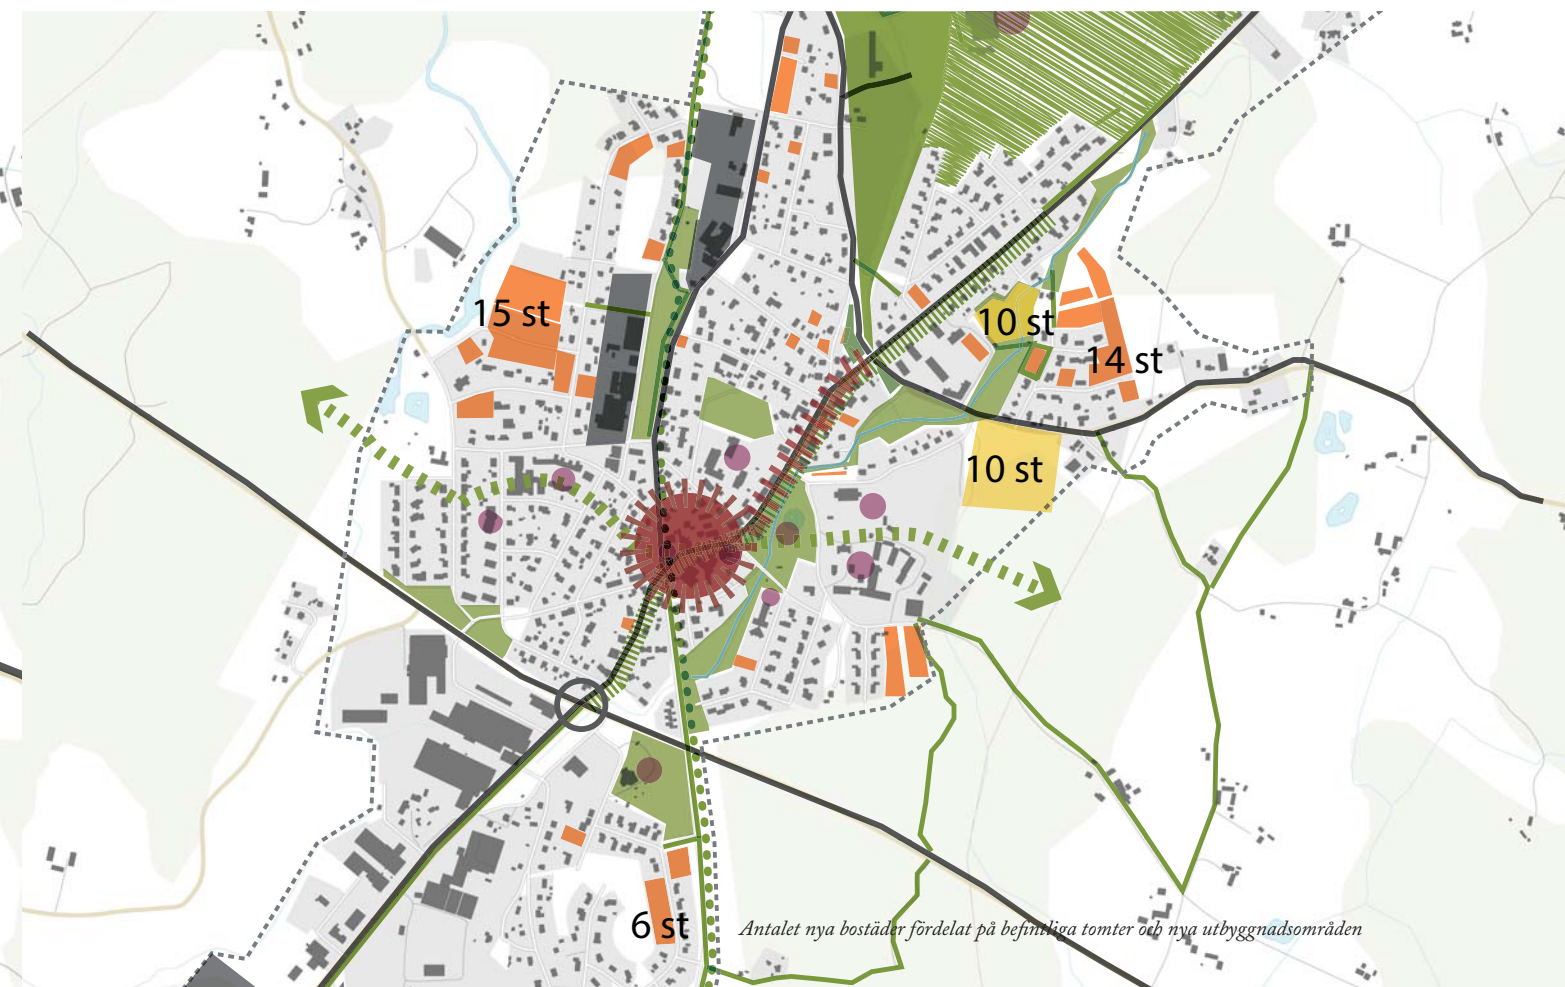 15 st
10 st
14 st
10 st
6 st
Antalet nya bostäder fördelat på befintliga tomter och nya utbyggnadsområden